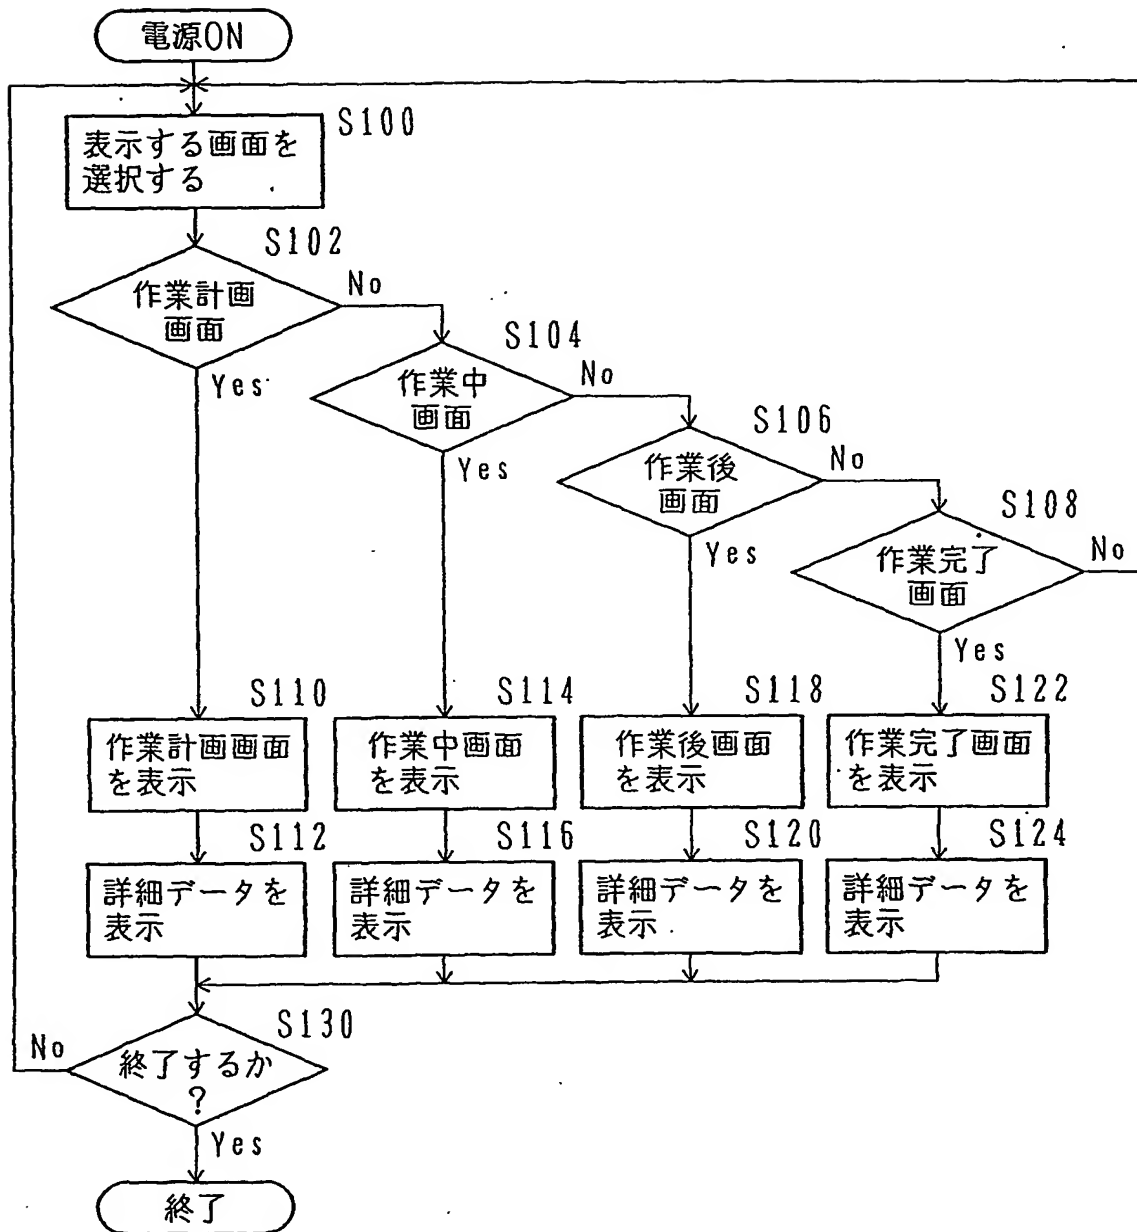 電源ON
S100
表示する画面を
選択する
S102
作業計画
画面
No
Yes
S104
作業中
画面
No
Yes
S106
作業後
画面
No
Yes
S108
作業完了
画面
No
Yes
S110
作業計画画面
を表示
S114
作業中画面
を表示
S118
作業後画面
を表示
S122
作業完了画面
を表示
S112
詳細データを
表示
S116
詳細データを
表示
S120
詳細データを
表示
S124
詳細データを
表示
S130
終了するか
?
No
Yes
終了